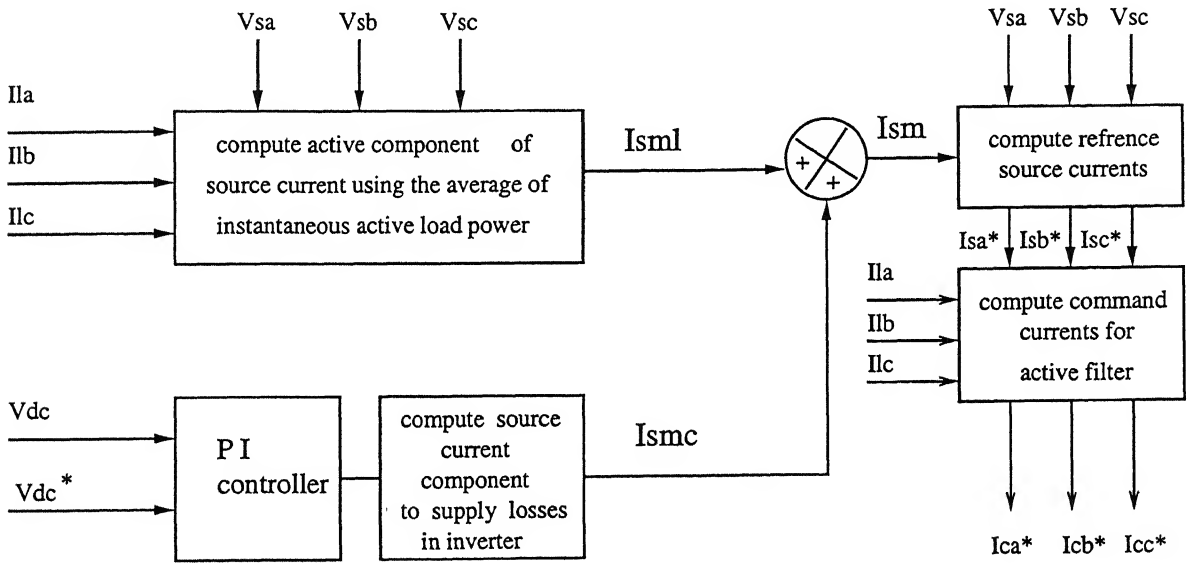 Vsa Vsb Vsc
Ila
Ilb
Ilc
compute active component of
source current using the average of
instantaneous active load power
Isml
+
+
Ism
Vsa Vsb Vsc
compute refrence
source currents
Isa* Isb* Isc*
Ila
Ilb
Ilc
compute command
currents for
active filter
Ica* Icb* Icc*
Vdc
Vdc*
PI
controller
compute source
current
component
to supply losses
in inverter
Ismc